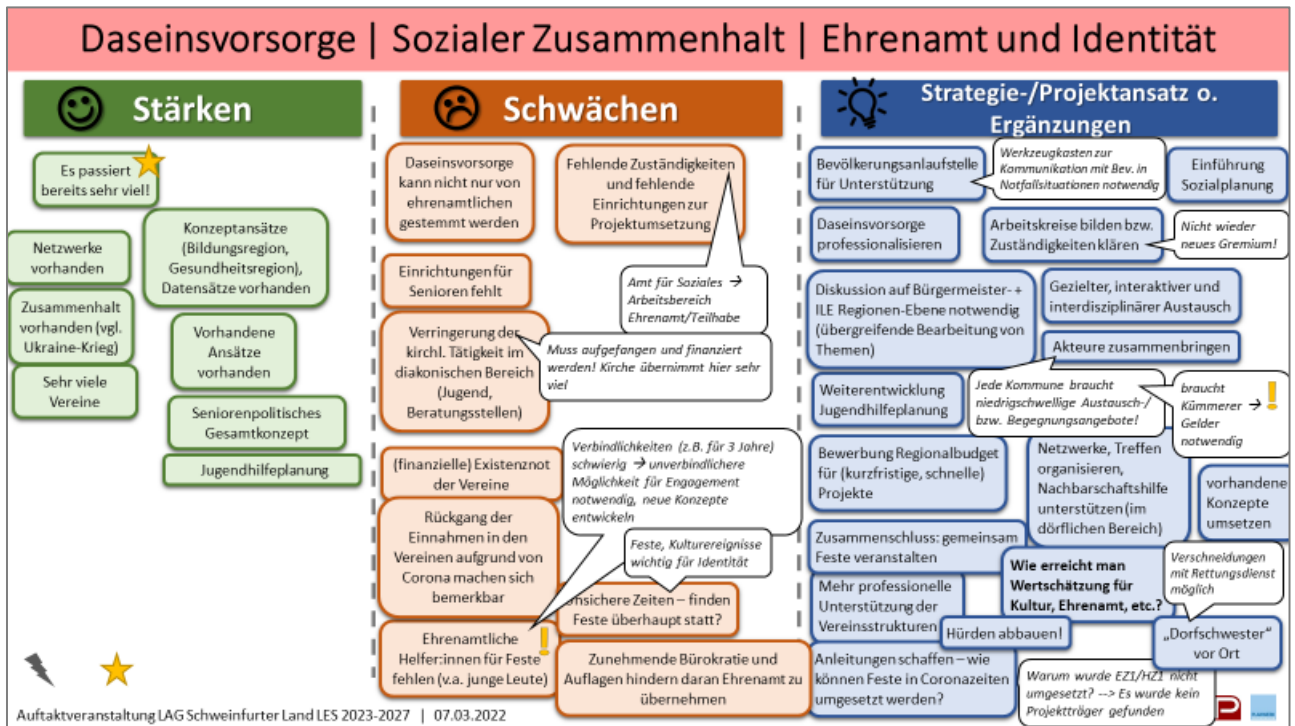 Daseinsvorsorge | Sozialer Zusammenhalt | Ehrenamt und Identität
Stärken
Es passiert
bereits sehr viel!
Konzeptansätze
(Bildungsregion,
Gesundheitsregion),
Datensätze vorhanden
Netzwerke
vorhanden
Zusammenhalt
vorhanden (vgl.
Ukraine-Krieg)
Vorhandene
Ansätze
vorhanden
Sehr viele
Vereine
Seniorenpolitisches
Gesamtkonzept
Jugendhilfeplanung
Schwächen
Daseinsvorsorge
kann nicht nur von
ehrenamtlichen
gestemmt werden
Fehlende Zuständigkeiten
und fehlende
Einrichtungen zur
Projektumsetzung
Amt für Soziales →
Arbeitsbereich
Ehrenamt/Teilhabe
Einrichtungen für
Senioren fehlt
Verringerung der
kirchl. Tätigkeit im
diakonischen Bereich
(Jugend,
Beratungsstellen)
Muss aufgefangen und finanziert
werden! Kirche übernimmt hier sehr
viel
(finanzielle) Existenznot
der Vereine
Verbindlichkeiten (z.B. für 3 Jahre)
schwierig → unverbindlichere
Möglichkeit für Engagement
notwendig, neue Konzepte
entwickeln
Rückgang der
Einnahmen in den
Vereinen aufgrund von
Corona machen sich
bemerkbar
Feste, Kulturereignisse
wichtig für Identität
Unsichere Zeiten – finden
Feste überhaupt statt?
Ehrenamtliche
Helfer:innen für Feste
fehlen (v.a. junge Leute)
!
Zunehmende Bürokratie und
Auflagen hindern daran Ehrenamt zu
übernehmen
Strategie-/Projektansatz o.
Ergänzungen
Bevölkerungsanlaufstelle
für Unterstützung
Werkzeugkasten zur
Kommunikation mit Bev. in
Notfallsituationen notwendig
Einführung
Sozialplanung
Daseinsvorsorge
professionalisieren
Arbeitskreise bilden bzw.
Zuständigkeiten klären
Nicht wieder
neues Gremium!
Diskussion auf Bürgermeister- +
ILE Regionen-Ebene notwendig
(übergreifende Bearbeitung von
Themen)
Gezielter, interaktiver und
interdisziplinärer Austausch
Akteure zusammenbringen
Weiterentwicklung
Jugendhilfeplanung
Jede Kommune braucht
niedrigschwellige Austausch-/
bzw. Begegnungsangebote!
braucht
Kümmerer →
Gelder
notwendig
!
Bewerbung Regionalbudget
für (kurzfristige, schnelle)
Projekte
Netzwerke, Treffen
organisieren,
Nachbarschaftshilfe
unterstützen (im
dörflichen Bereich)
vorhandene
Konzepte
umsetzen
Zusammenschluss: gemeinsam
Feste veranstalten
Wie erreicht man
Wertschätzung für
Kultur, Ehrenamt, etc.?
Verschneidungen
mit Rettungsdienst
möglich
Mehr professionelle
Unterstützung der
Vereinsstrukturen
Hürden abbauen!
„Dorfschwester“
vor Ort
Anleitungen schaffen – wie
können Feste in Coronazeiten
umgesetzt werden?
Warum wurde EZ1/HZ1 nicht
umgesetzt? --> Es wurde kein
Projektträger gefunden
Auftaktveranstaltung LAG Schweinfurter Land LES 2023-2027 | 07.03.2022